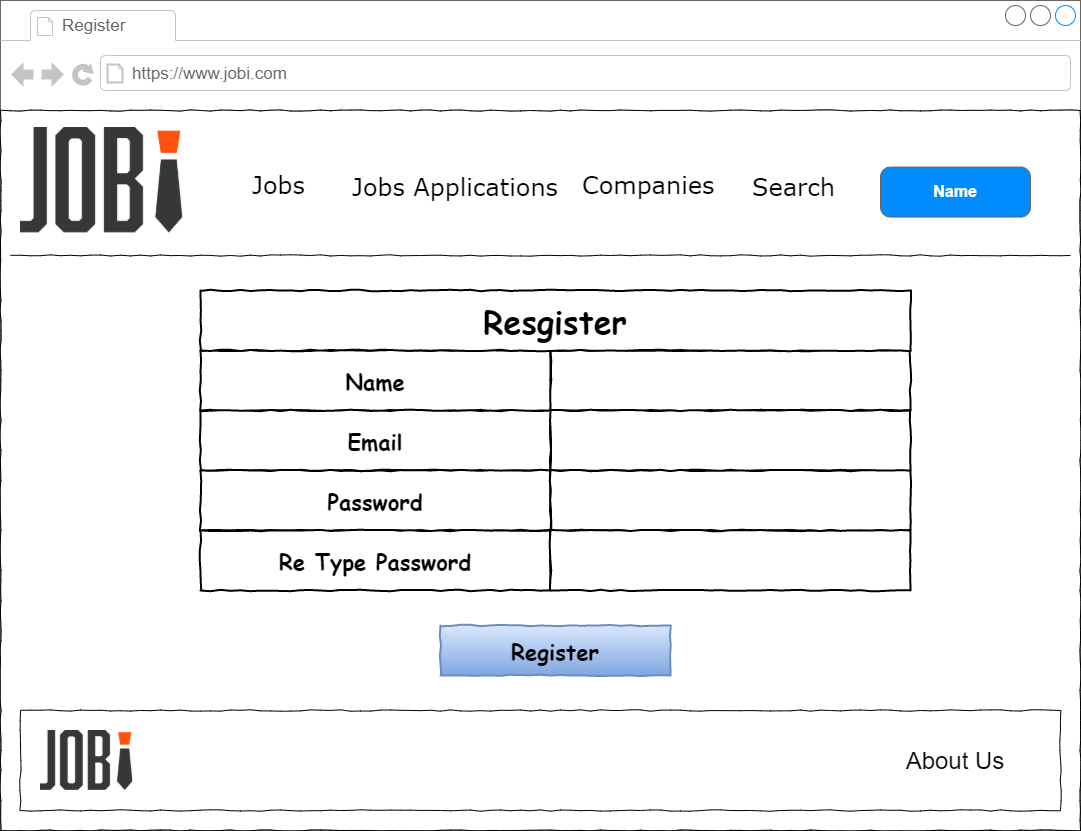 Register
https://www.jobi.com
JOBi
Jobs
Jobs Applications
Companies
Search
Name
Resgister
Name
Email
Password
Re Type Password
Register
JOBi
About Us